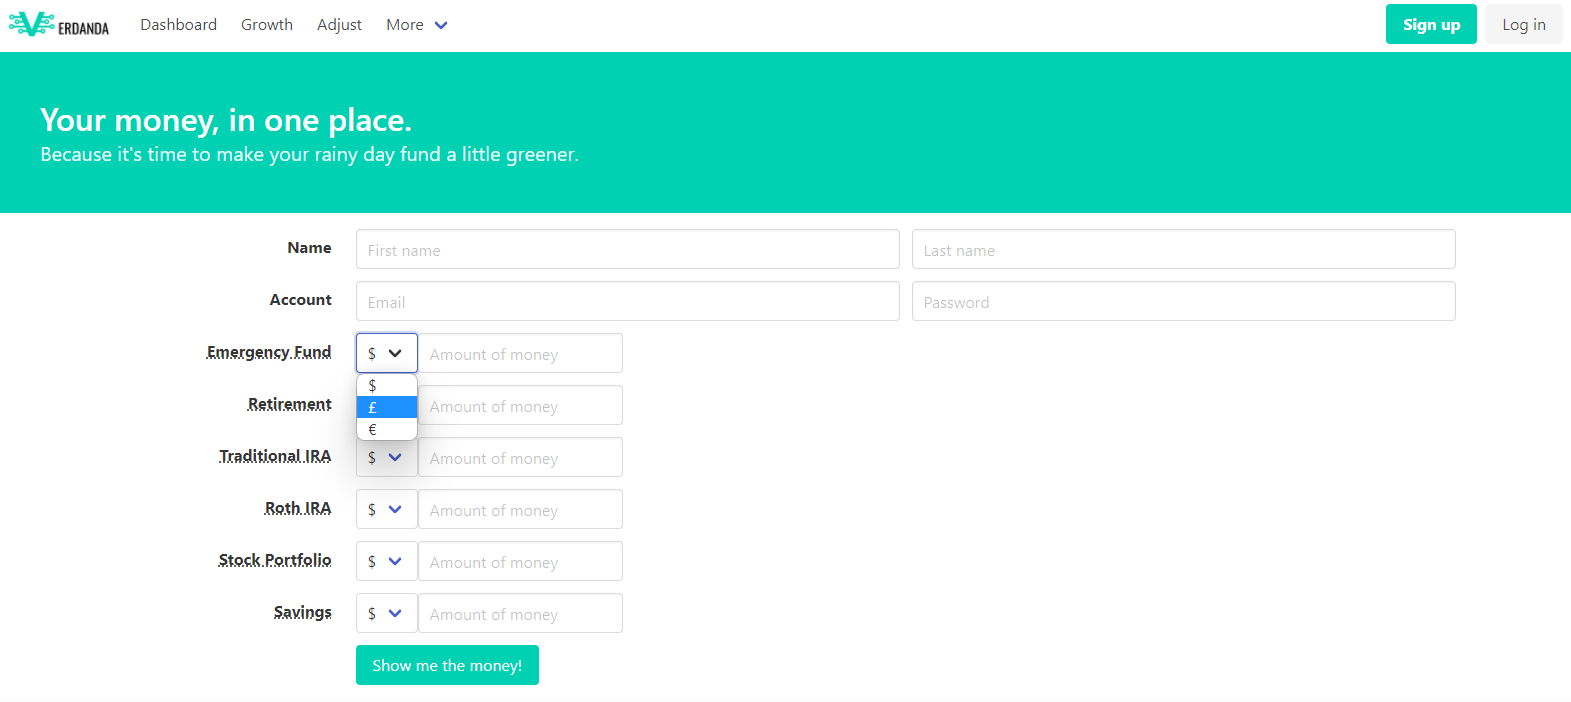 VERDANDA Dashboard Growth Adjust More Sign up Log in
Your money, in one place.
Because it's time to make your rainy day fund a little greener.
Name First name Last name
Account Email Password
Emergency Fund $ Amount of money
$
£
€
Retirement Amount of money
Traditional IRA $ Amount of money
Roth IRA $ Amount of money
Stock Portfolio $ Amount of money
Savings $ Amount of money
Show me the money!